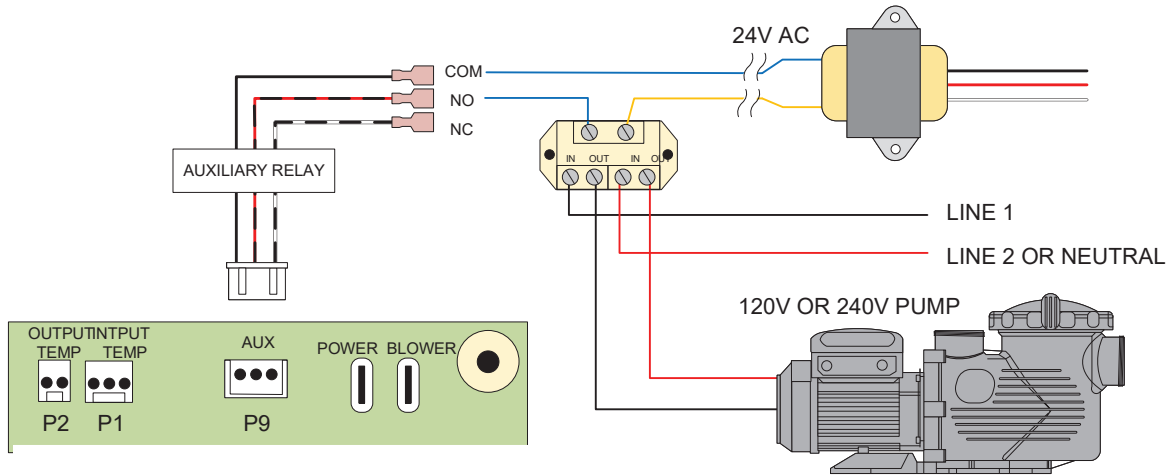 24V AC
COM
NO
NC
AUXILIARY RELAY
IN OUT IN OUT
LINE 1
LINE 2 OR NEUTRAL
120V OR 240V PUMP
OUTPUT INTPUT
TEMP TEMP
AUX
POWER BLOWER
P2 P1 P9